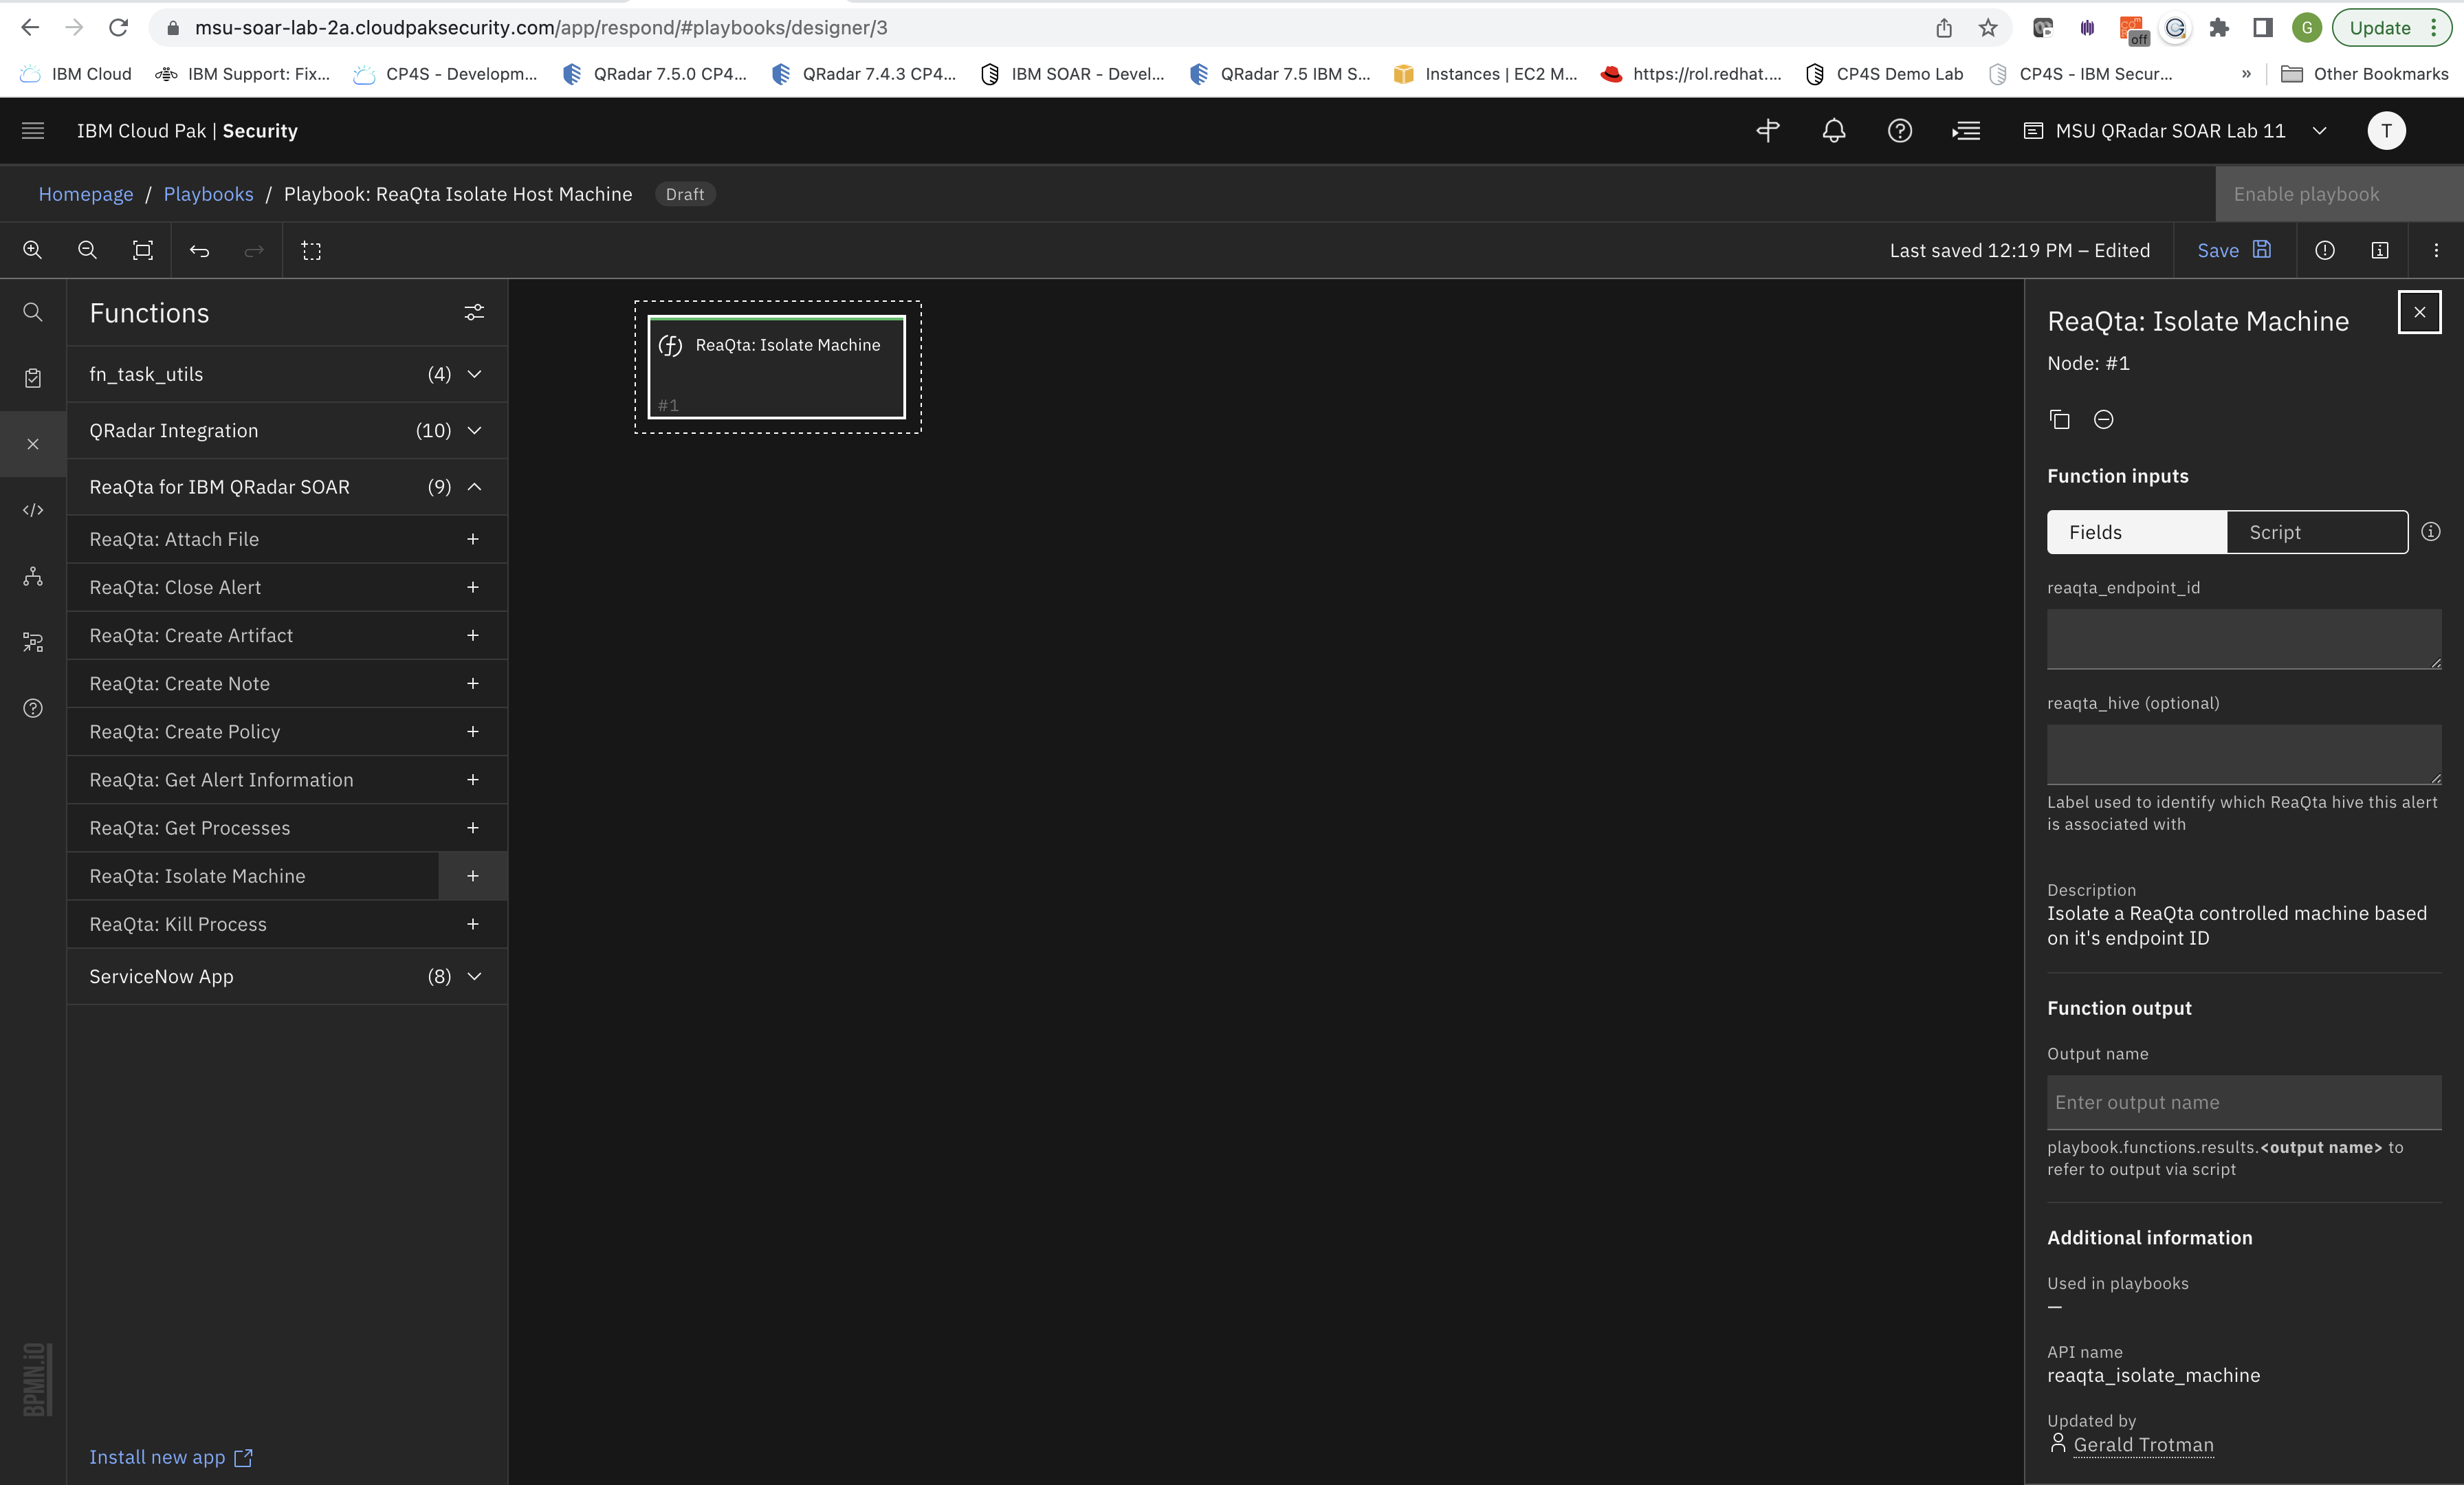 msu-soar-lab-2a.cloudpaksecurity.com/app/respond/#playbooks/designer/3
off
G
Update
IBM Cloud
IBM Support: Fix...
CP4S - Developm...
QRadar 7.5.0 CP4...
QRadar 7.4.3 CP4...
IBM SOAR - Devel...
QRadar 7.5 IBM S...
Instances | EC2 M...
https://rol.redhat....
CP4S Demo Lab
CP4S - IBM Secur...
»
Other Bookmarks
IBM Cloud Pak | Security
MSU QRadar SOAR Lab 11
T
Homepage / Playbooks / Playbook: ReaQta Isolate Host Machine
Draft
Enable playbook
Last saved 12:19 PM – Edited
Save
Functions
fn_task_utils (4)
QRadar Integration (10)
ReaQta for IBM QRadar SOAR (9)
ReaQta: Attach File
ReaQta: Close Alert
ReaQta: Create Artifact
ReaQta: Create Note
ReaQta: Create Policy
ReaQta: Get Alert Information
ReaQta: Get Processes
ReaQta: Isolate Machine
ReaQta: Kill Process
ServiceNow App (8)
Install new app
BPMN.iO
ReaQta: Isolate Machine
#1
ReaQta: Isolate Machine
Node: #1
Function inputs
Fields
Script
reaqta_endpoint_id
reaqta_hive (optional)
Label used to identify which ReaQta hive this alert
is associated with
Description
Isolate a ReaQta controlled machine based
on it's endpoint ID
Function output
Output name
Enter output name
playbook.functions.results.<output name> to
refer to output via script
Additional information
Used in playbooks
—
API name
reaqta_isolate_machine
Updated by
Gerald Trotman